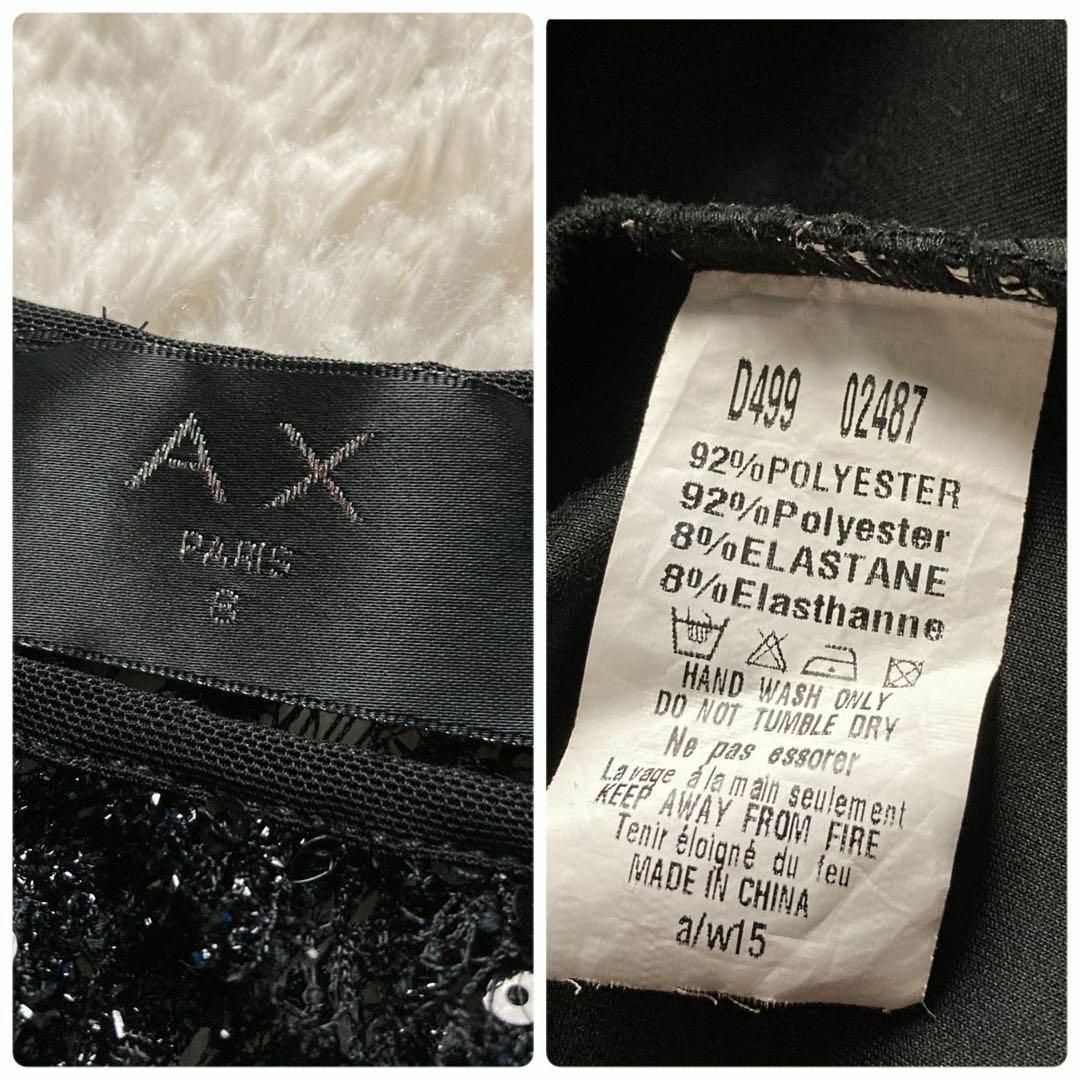 AX
PARIS
8
D499 02487
92%POLYESTER
92%Polyester
8%ELASTANE
8%Elasthanne
HAND WASH ONLY
DO NOT TUMBLE DRY
Ne pas essorer
Lavage á la main seulement
KEEP AWAY FROM FIRE
Tenir éloigné du feu
MADE IN CHINA
a/w15